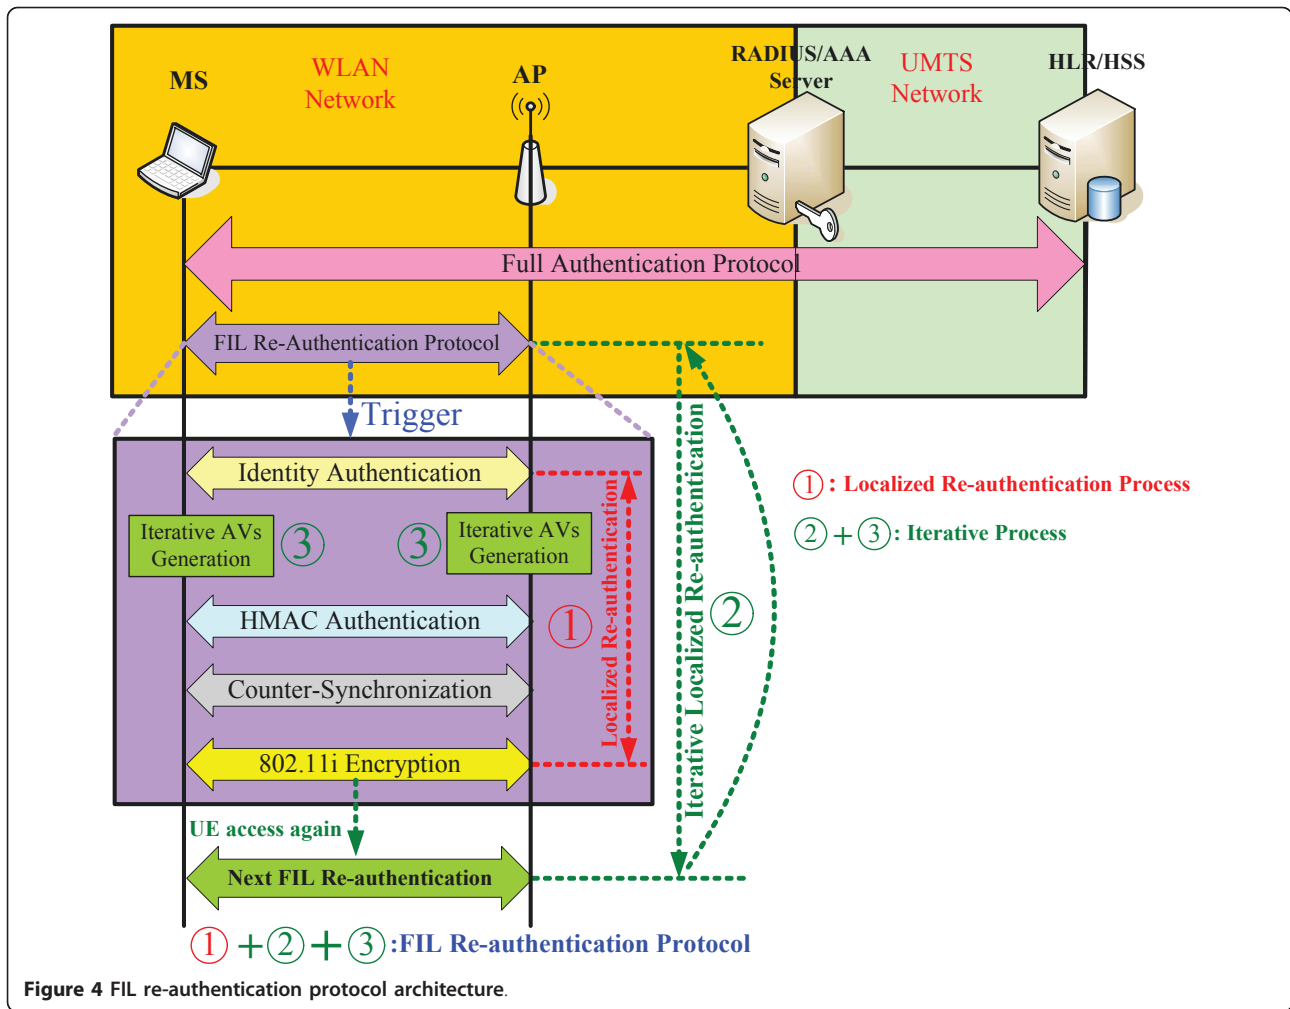 MS
WLAN
Network
AP
RADIUS/AAA
Server
UMTS
Network
HLR/HSS
Full Authentication Protocol
FIL Re-Authentication Protocol
Trigger
Identity Authentication
Iterative AVs
Generation
③
③
Iterative AVs
Generation
HMAC Authentication
①
Counter-Synchronization
802.11i Encryption
Localized Re-authentication
Iterative Localized Re-authentication
②
①: Localized Re-authentication Process
②+③: Iterative Process
UE access again
Next FIL Re-authentication
①+②+③:FIL Re-authentication Protocol
Figure 4 FIL re-authentication protocol architecture.